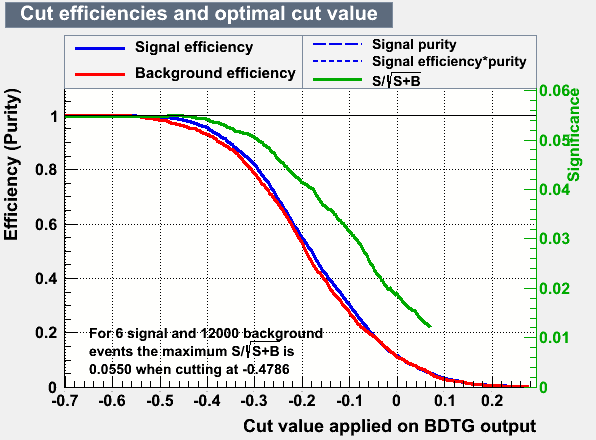 Cut efficiencies and optimal cut value
Signal efficiency
Background efficiency
Signal purity
Signal efficiency*purity
S/√S+B
Efficiency (Purity)
1
0.8
0.6
0.4
0.2
0
0.06
0.05
0.04
0.03
0.02
0.01
0
Significance
For 6 signal and 12000 background
events the maximum S/√S+B is
0.0550 when cutting at -0.4786
-0.7 -0.6 -0.5 -0.4 -0.3 -0.2 -0.1 0 0.1 0.2
Cut value applied on BDTG output